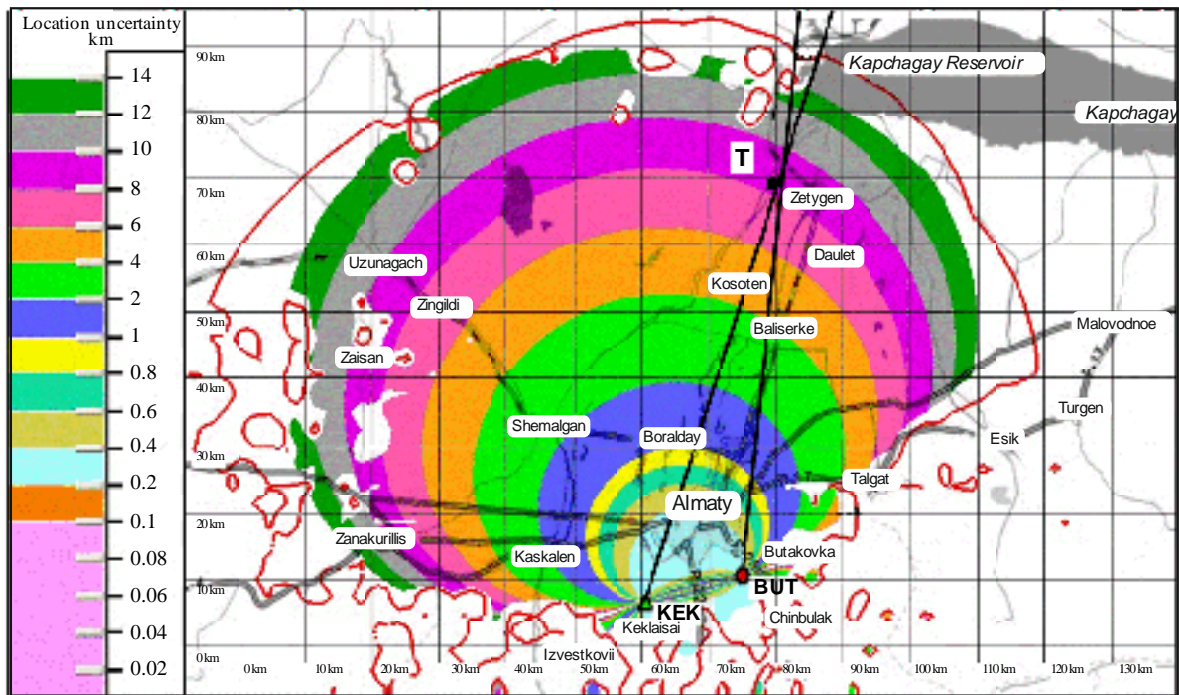 Location uncertainty
km
14
12
10
8
6
4
2
1
0.8
0.6
0.4
0.2
0.1
0.08
0.06
0.04
0.02
90km
80km
70km
60km
50km
40km
30km
20km
10km
0km
0km
10km
20km
30km
40km
50km
60km
70km
80km
90km
100km
110km
120km
130km
Kapchagay Reservoir
Kapchagay
T
Zetygen
Daulet
Uzunagach
Kosoten
Zingildi
Baliserke
Malovodnoe
Zaisan
Turgen
Shemalgan
Boralday
Esik
Talgat
Almaty
Zanakurillis
Kaskalen
Butakovka
BUT
KEK
Chinbulak
Keklaisai
Izvestkovii